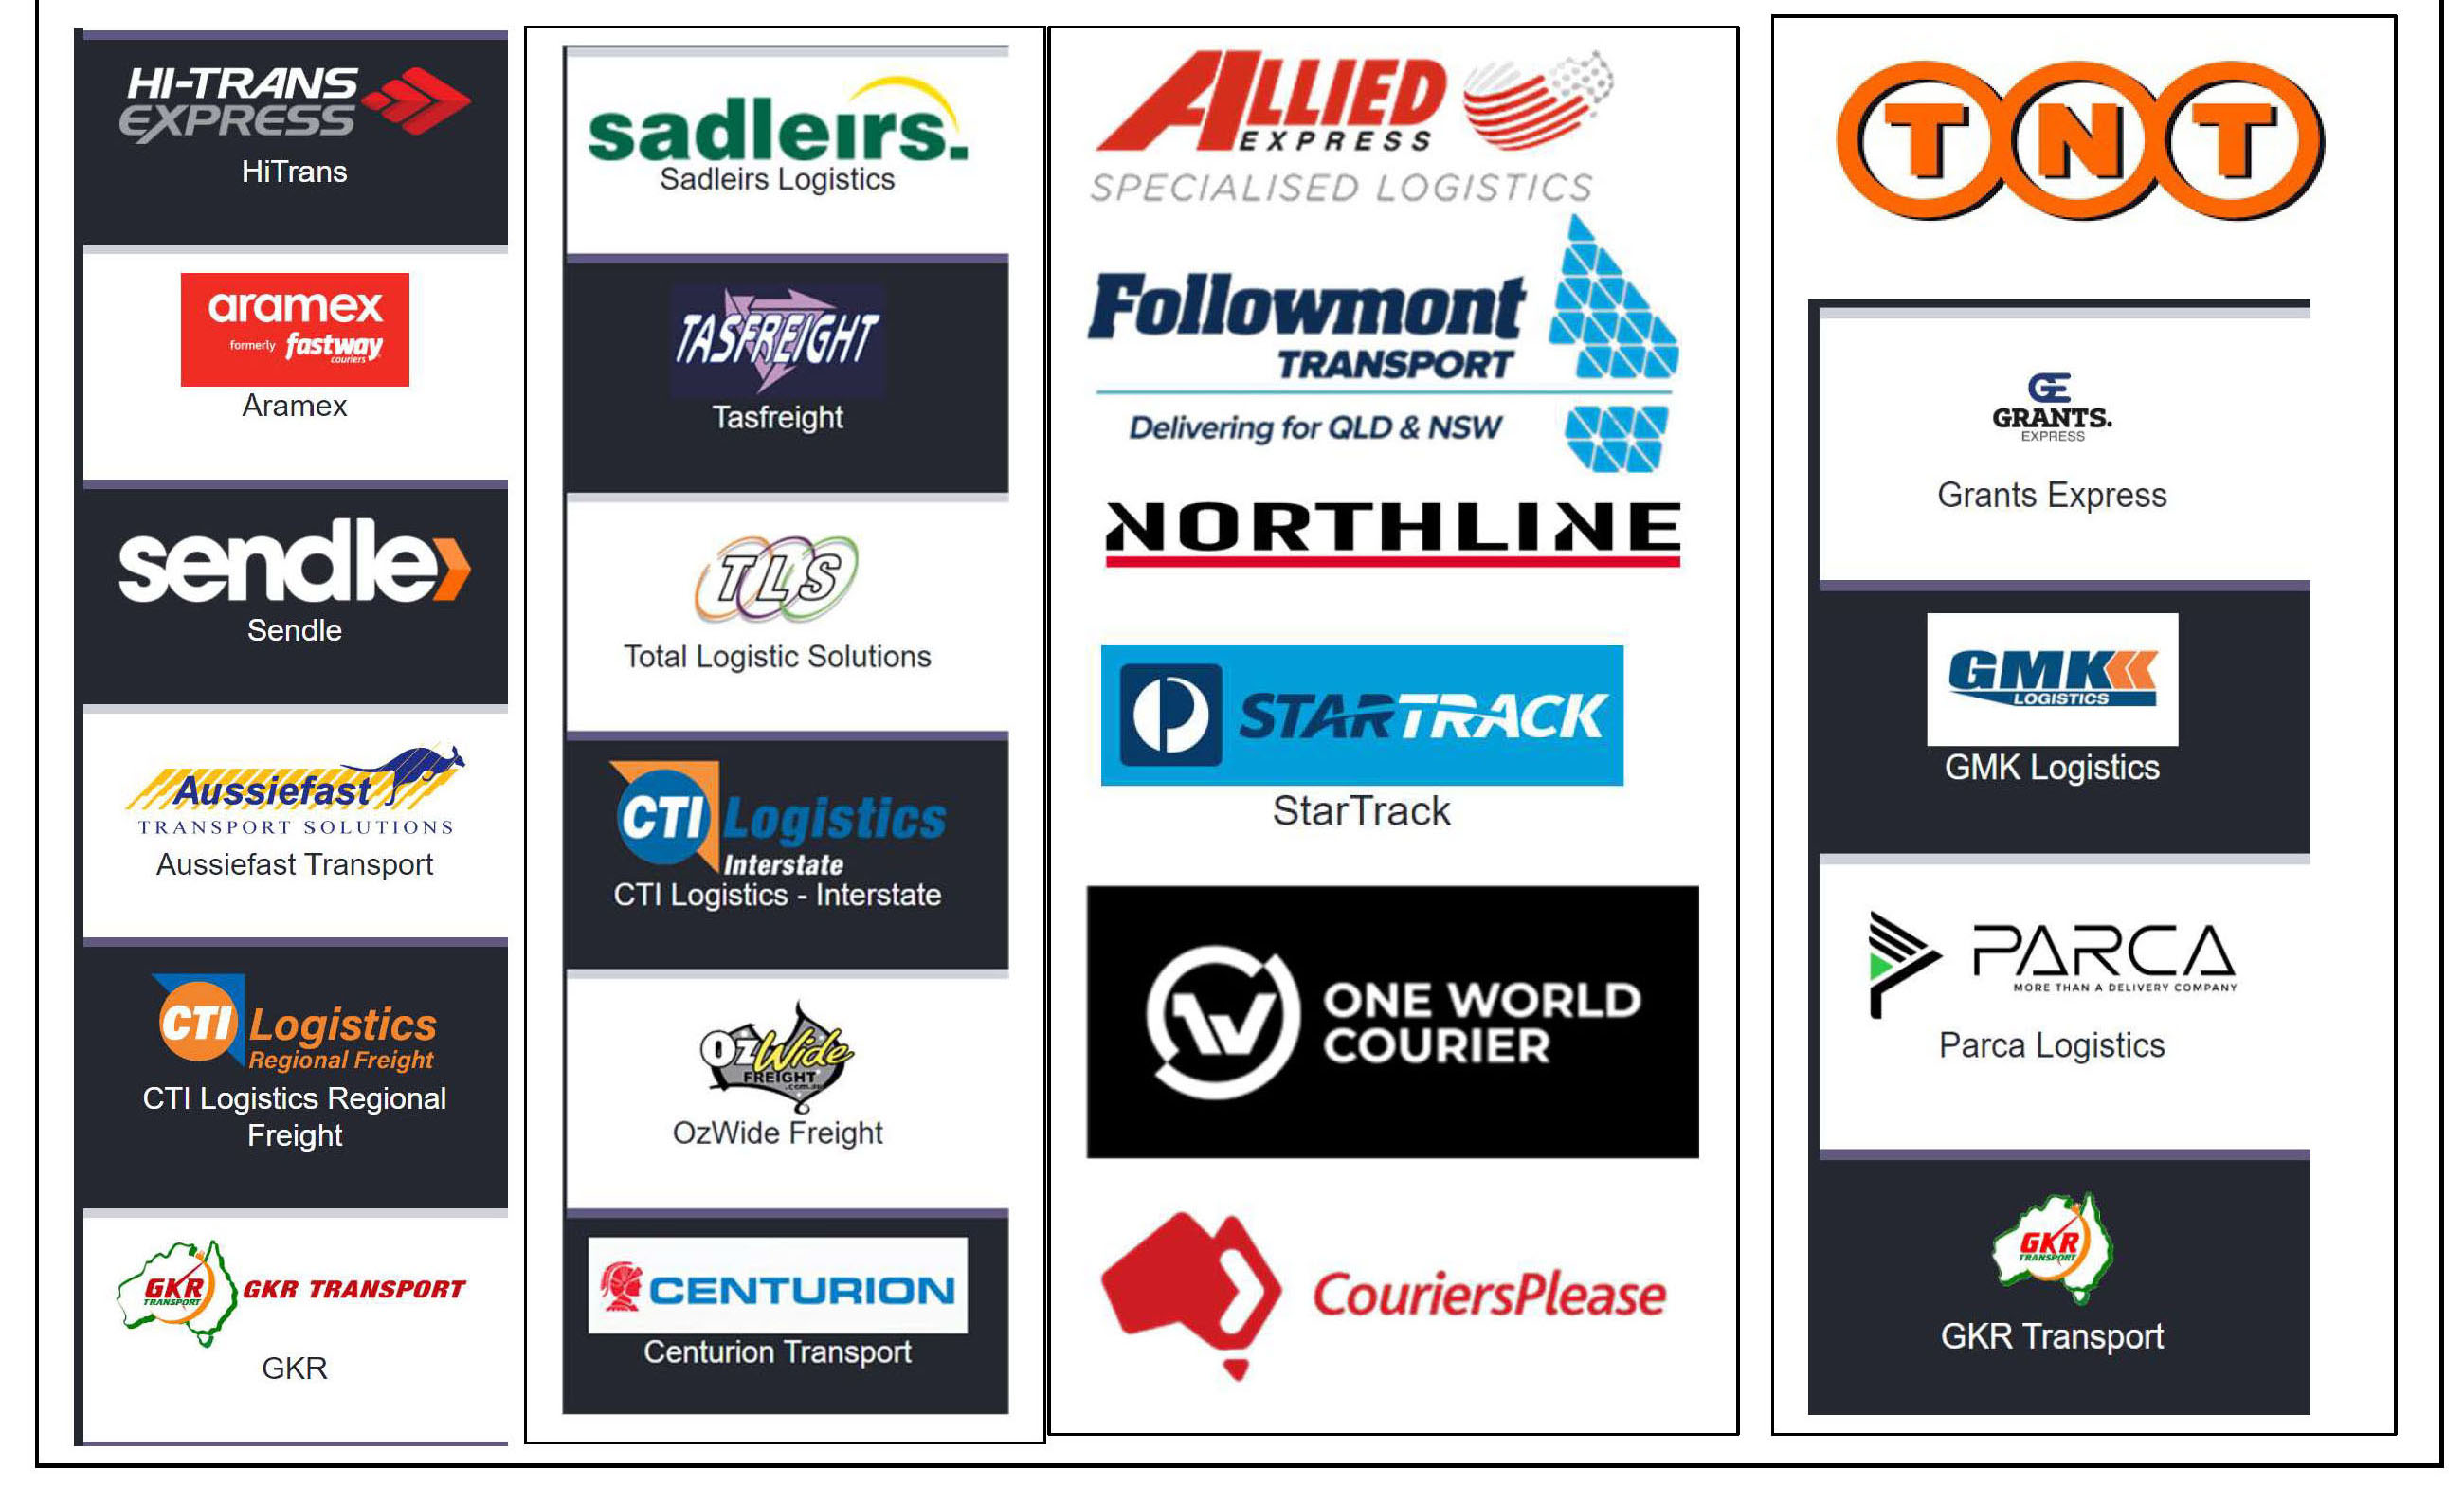 HI-TRANS
EXPRESS
HiTrans
aramex
formerly fastway
couriers
Aramex
sendle
Sendle
Aussiefast
TRANSPORT SOLUTIONS
Aussiefast Transport
CTI Logistics
Regional Freight
CTI Logistics Regional
Freight
GKR
TRANSPORT
GKR TRANSPORT
GKR
sadleirs.
Sadleirs Logistics
TASFREIGHT
Tasfreight
TLS
Total Logistic Solutions
CTI Logistics
Interstate
CTI Logistics - Interstate
OzWide
FREIGHT
.com.au
OzWide Freight
CENTURION
Centurion Transport
ALLIED
EXPRESS
SPECIALISED LOGISTICS
Followmont
TRANSPORT
Delivering for QLD & NSW
NORTHLINE
STARTRACK
StarTrack
ONE WORLD
COURIER
CouriersPlease
TNT
GE
GRANTS.
EXPRESS
Grants Express
GMK
LOGISTICS
GMK Logistics
PARCA
MORE THAN A DELIVERY COMPANY
Parca Logistics
GKR
TRANSPORT
GKR Transport